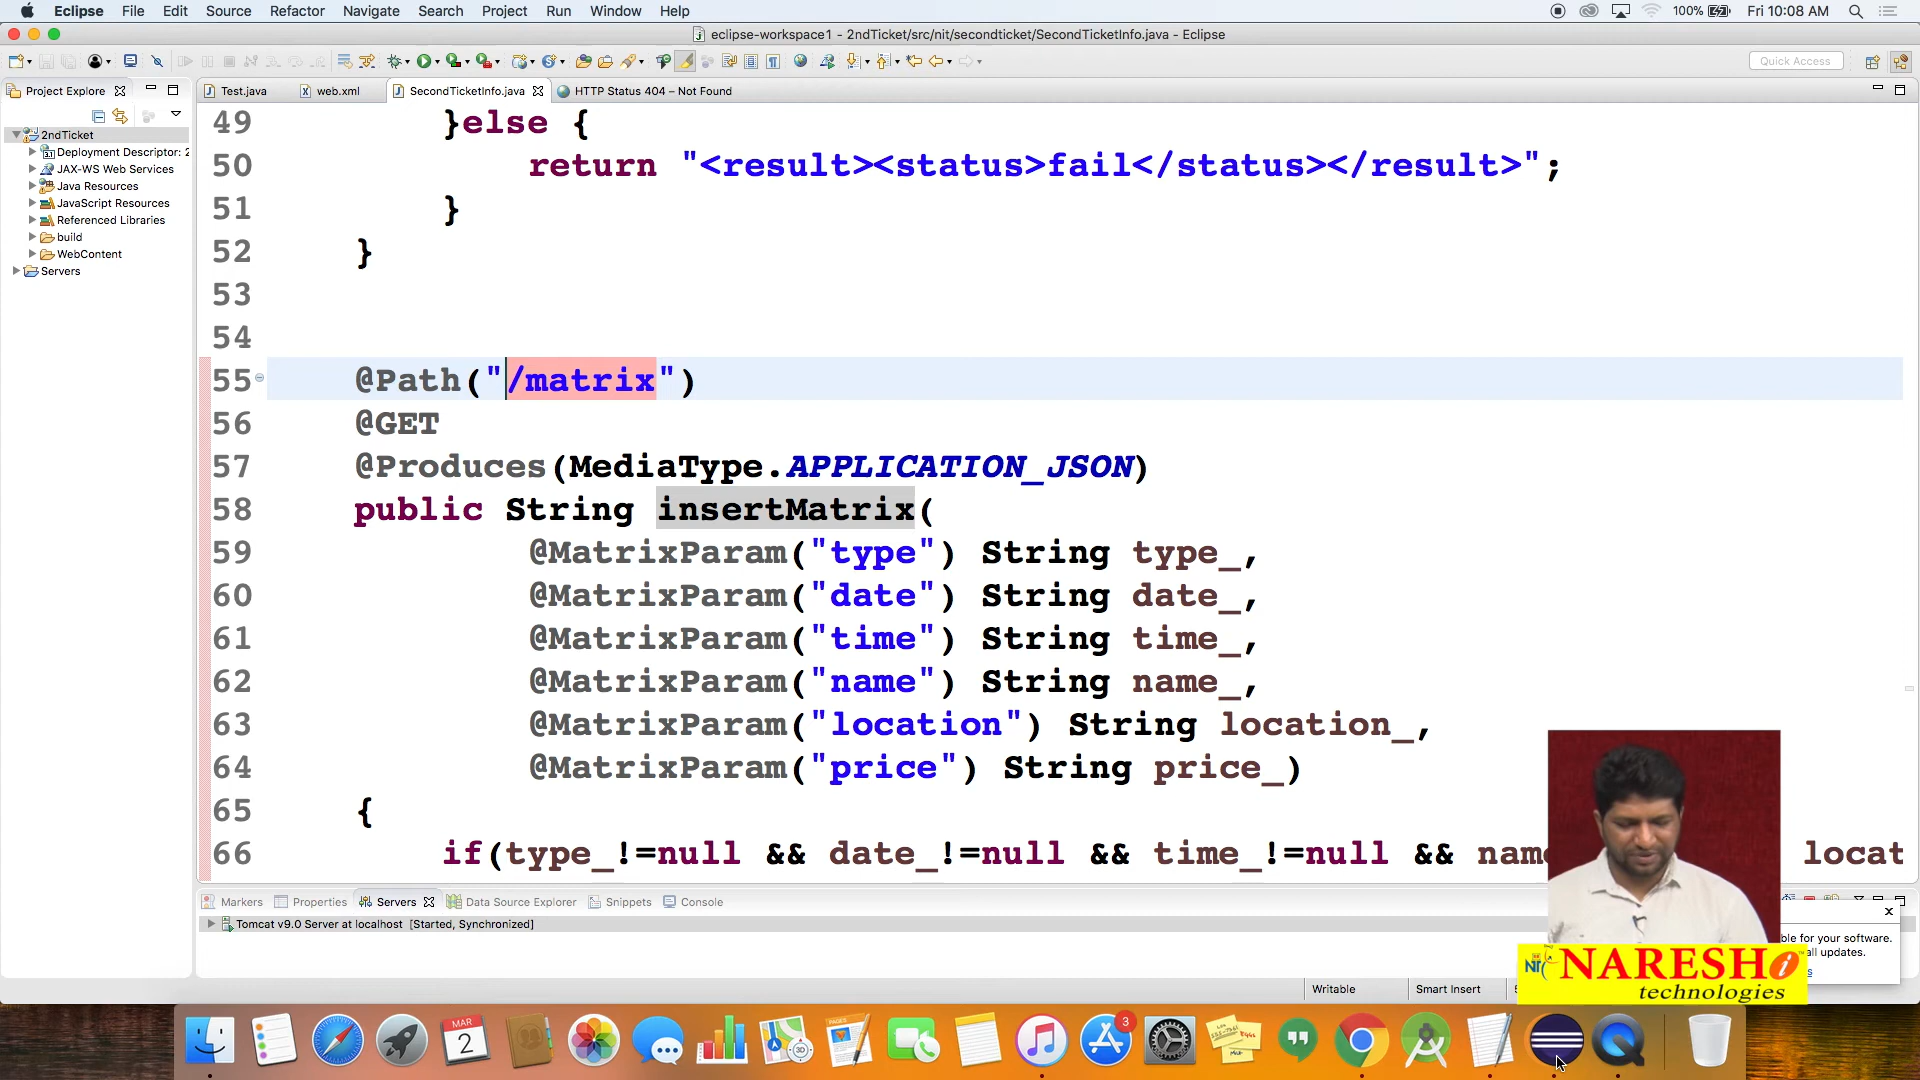 Eclipse File Edit Source Refactor Navigate Search Project Run Window Help 100% Fri 10:08 AM
eclipse-workspace1 - 2ndTicket/src/nit/secondticket/SecondTicketInfo.java - Eclipse
Quick Access
Project Explore
Test.java web.xml SecondTicketInfo.java HTTP Status 404 – Not Found
2ndTicket
Deployment Descriptor: 2
JAX-WS Web Services
Java Resources
JavaScript Resources
Referenced Libraries
build
WebContent
Servers
49 }else {
50 return "<result><status>fail</status></result>";
51 }
52 }
53
54
55 @Path("/matrix")
56 @GET
57 @Produces(MediaType.APPLICATION_JSON)
58 public String insertMatrix(
59 @MatrixParam("type") String type_,
60 @MatrixParam("date") String date_,
61 @MatrixParam("time") String time_,
62 @MatrixParam("name") String name_,
63 @MatrixParam("location") String location_,
64 @MatrixParam("price") String price_)
65 {
66 if(type_!=null && date_!=null && time_!=null && nam locat
Markers Properties Servers Data Source Explorer Snippets Console
Tomcat v9.0 Server at localhost [Started, Synchronized]
ble for your software.
all updates.
Writable Smart Insert
NARESH i
technologies
MAR
2
3D
PAGES
3